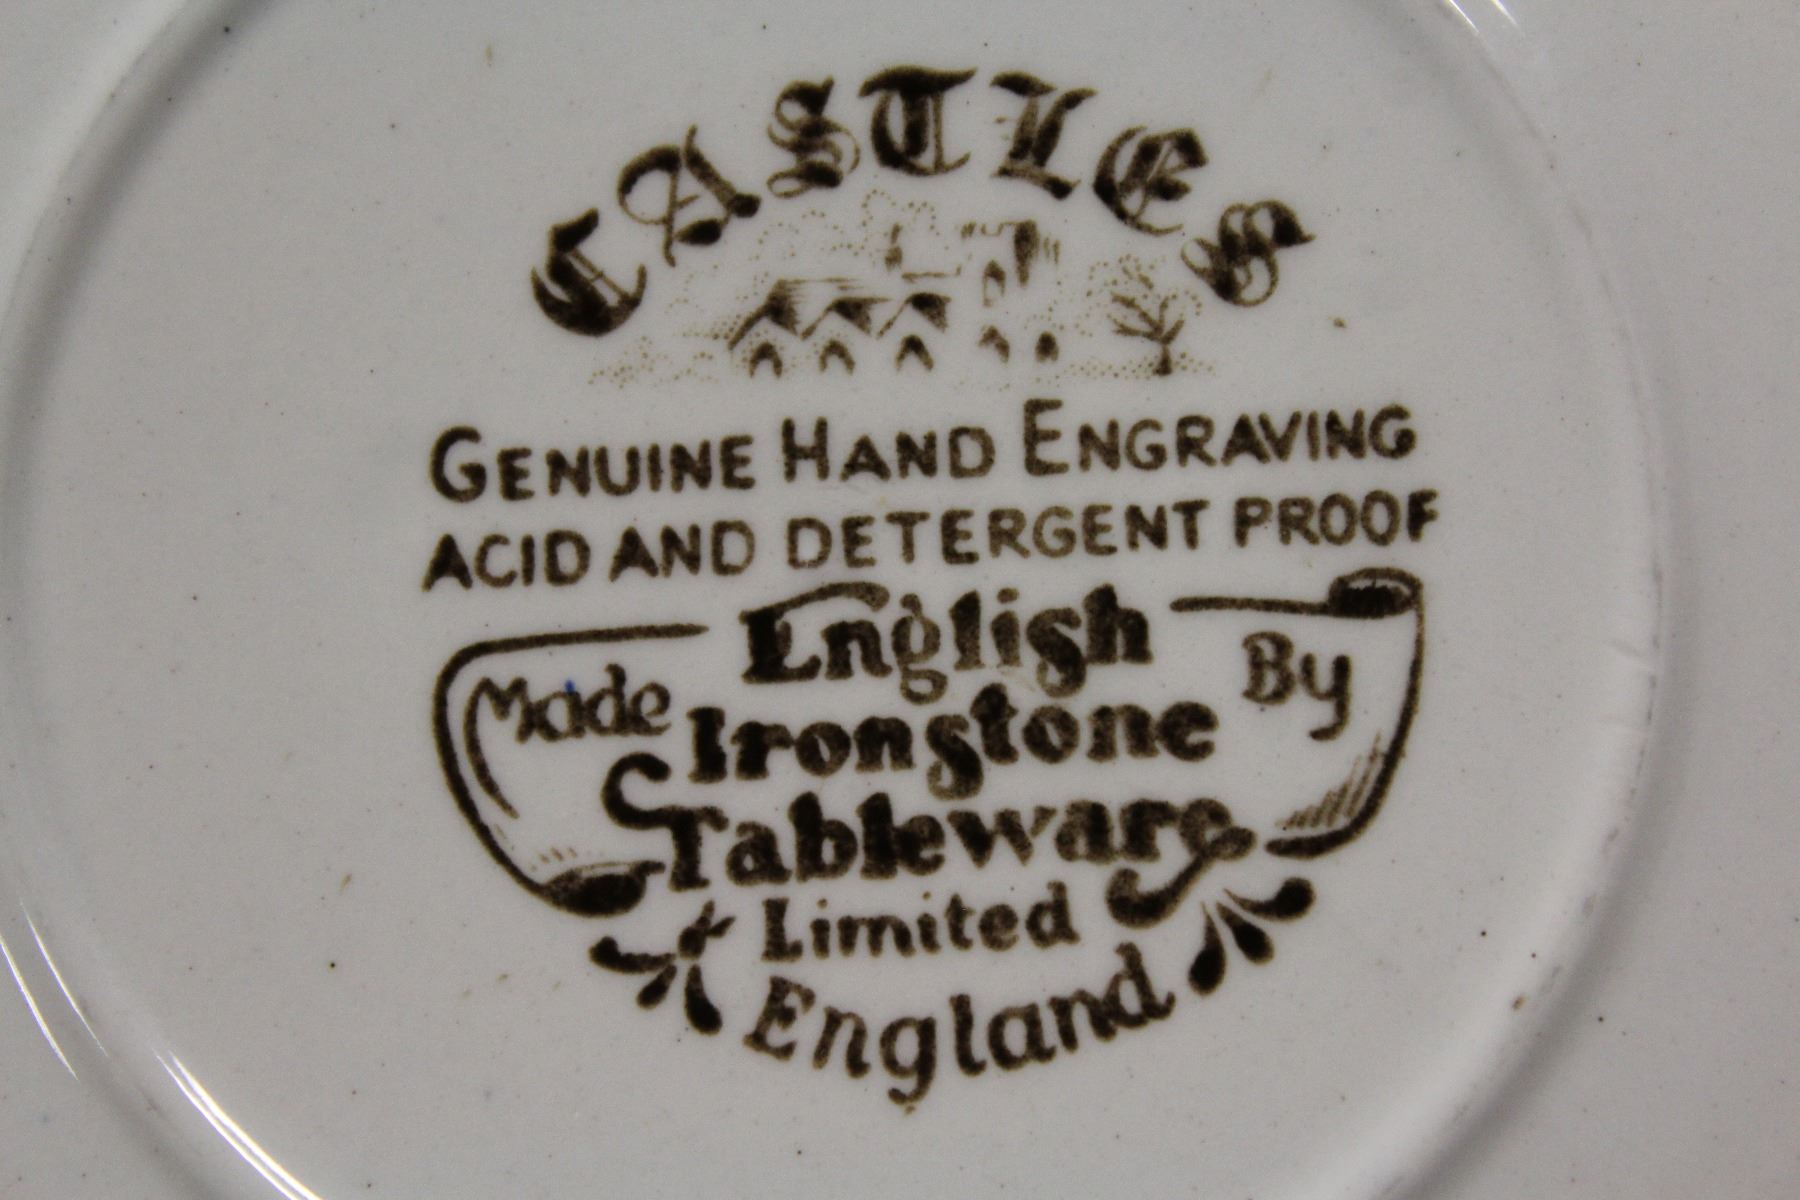 CASTLES
GENUINE HAND ENGRAVING
ACID AND DETERGENT PROOF
Made English By
Ironstone
Tableware
Limited
England